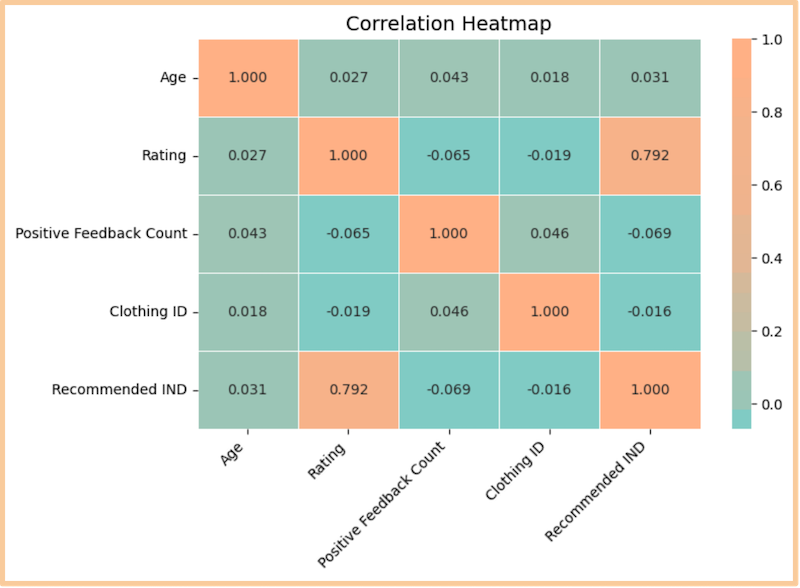 Correlation Heatmap
Age 1.000 0.027 0.043 0.018 0.031
Rating 0.027 1.000 -0.065 -0.019 0.792
Positive Feedback Count 0.043 -0.065 1.000 0.046 -0.069
Clothing ID 0.018 -0.019 0.046 1.000 -0.016
Recommended IND 0.031 0.792 -0.069 -0.016 1.000
Age
Rating
Positive Feedback Count
Clothing ID
Recommended IND
1.0
0.8
0.6
0.4
0.2
0.0